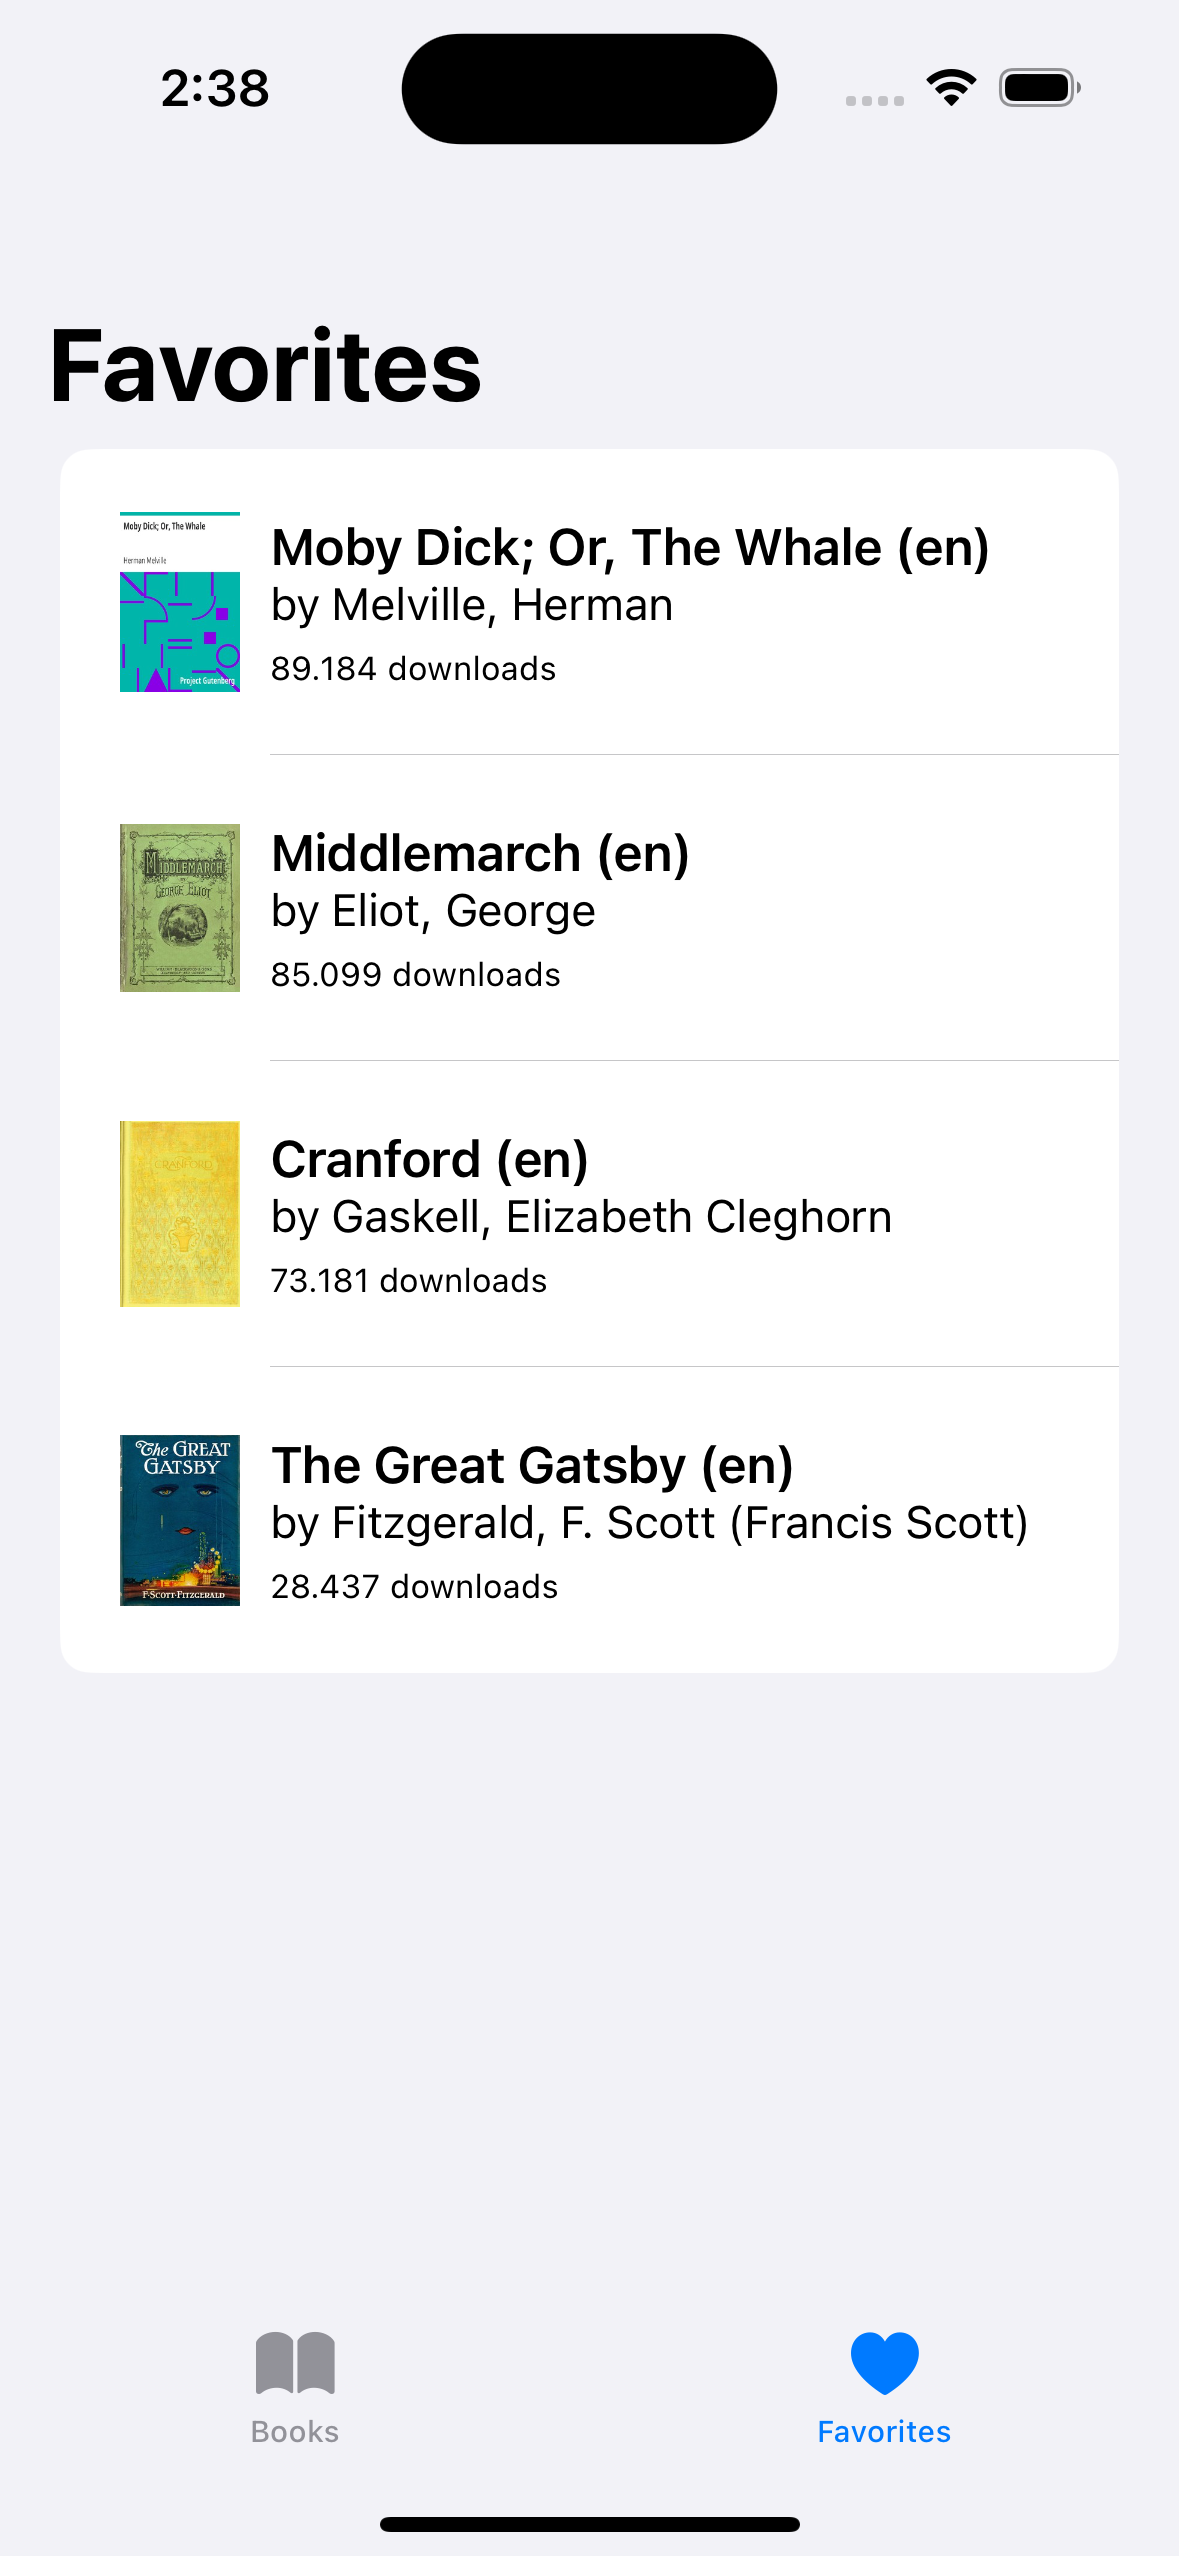 2:38
Favorites
Moby Dick; Or, The Whale
Herman Melville
Project Gutenberg
Moby Dick; Or, The Whale (en)
by Melville, Herman
89.184 downloads
MIDDLEMARCH
GEORGE ELIOT
Middlemarch (en)
by Eliot, George
85.099 downloads
CRANFORD
Cranford (en)
by Gaskell, Elizabeth Cleghorn
73.181 downloads
The GREAT
GATSBY
F·SCOTT·FITZGERALD
The Great Gatsby (en)
by Fitzgerald, F. Scott (Francis Scott)
28.437 downloads
Books
Favorites